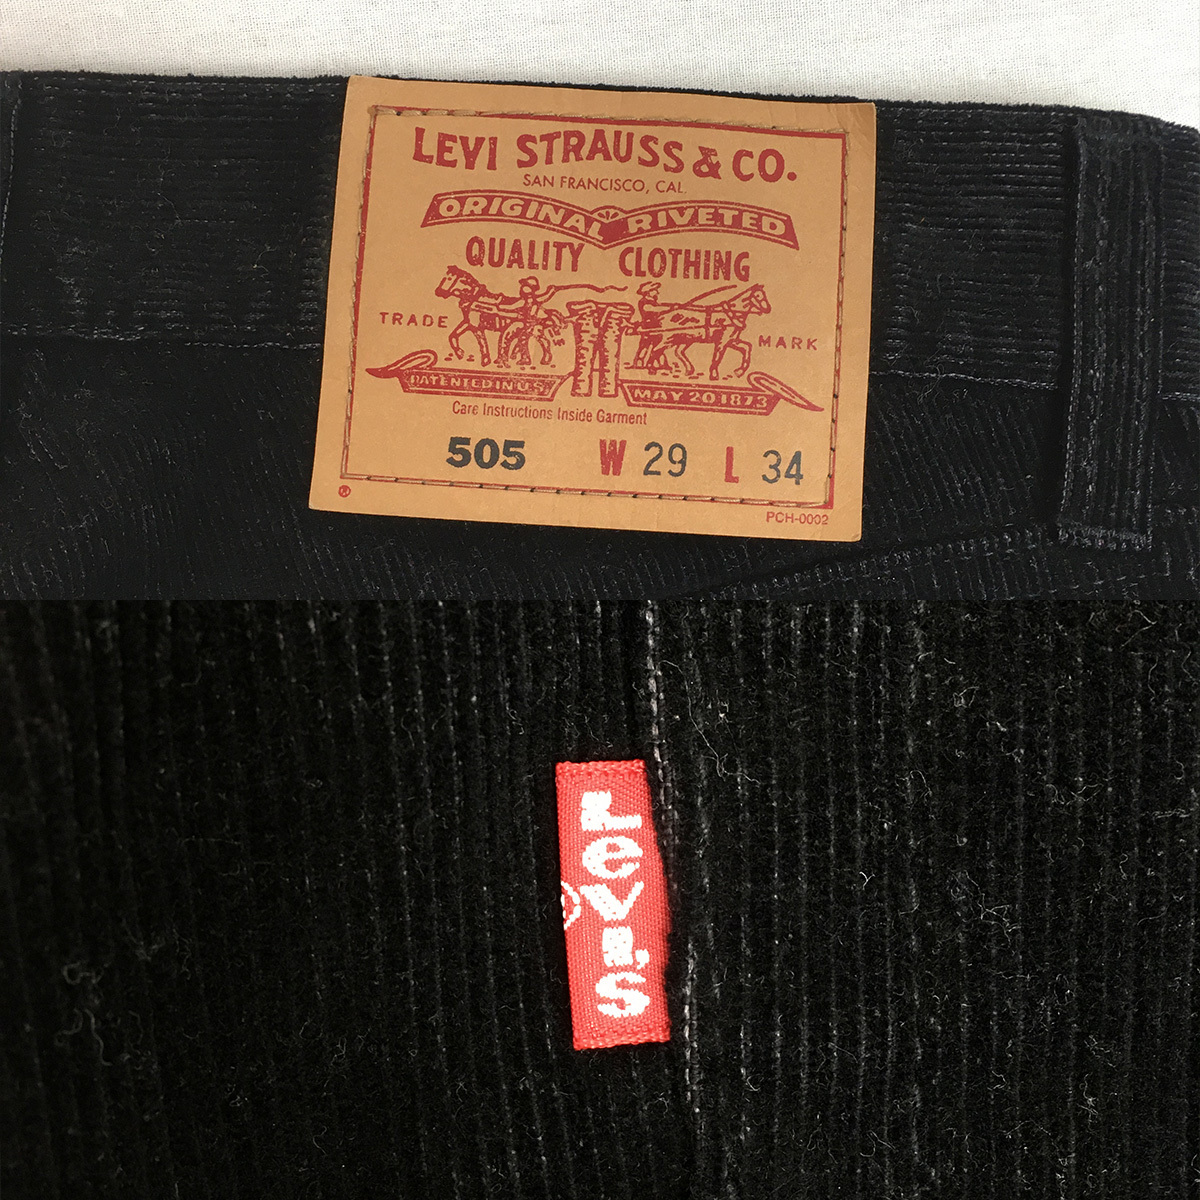 LEVI STRAUSS & CO.
SAN FRANCISCO, CAL.
ORIGINAL RIVETED
QUALITY CLOTHING
TRADE MARK
PATENTED IN U.S. MAY 20 1873
Care Instructions Inside Garment
505 W 29 L 34
®
PCH-0002
LeVI'S